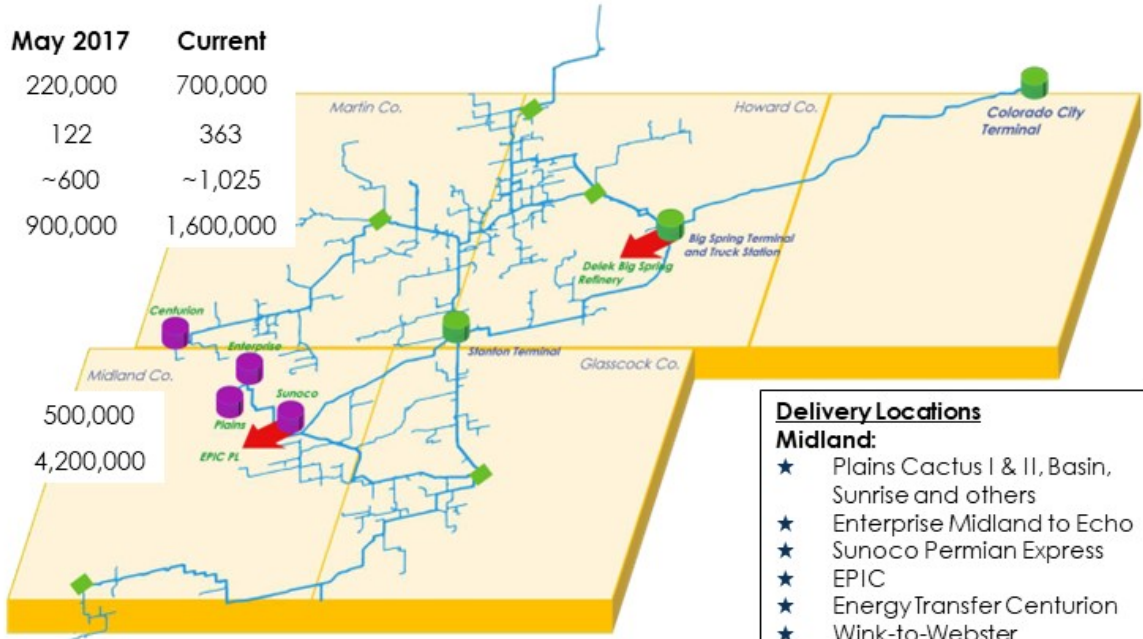 May 2017 Current
220,000 700,000
122 363
~600 ~1,025
900,000 1,600,000
Martin Co.
Howard Co.
Colorado City
Terminal
Big Spring Terminal
and Truck Station
Delek Big Spring
Refinery
Centurion
Enterprise
Stanton Terminal
Glasscock Co.
Midland Co.
Sunoco
Plains
EPIC PL
500,000
4,200,000
Delivery Locations
Midland:
★ Plains Cactus I & II, Basin,
Sunrise and others
★ Enterprise Midland to Echo
★ Sunoco Permian Express
★ EPIC
★ Energy Transfer Centurion
★ Wink-to-Webster